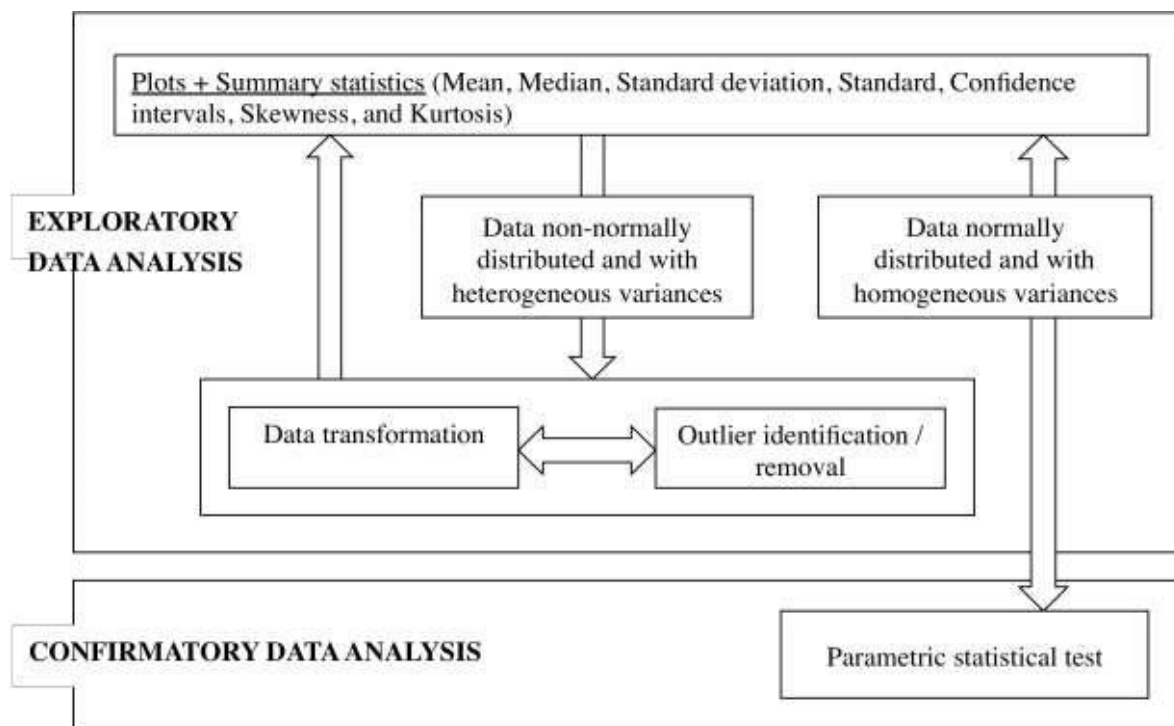 Plots + Summary statistics (Mean, Median, Standard deviation, Standard, Confidence
intervals, Skewness, and Kurtosis)
EXPLORATORY
DATA ANALYSIS
Data non-normally
distributed and with
heterogeneous variances
Data normally
distributed and with
homogeneous variances
Data transformation
Outlier identification /
removal
CONFIRMATORY DATA ANALYSIS
Parametric statistical test